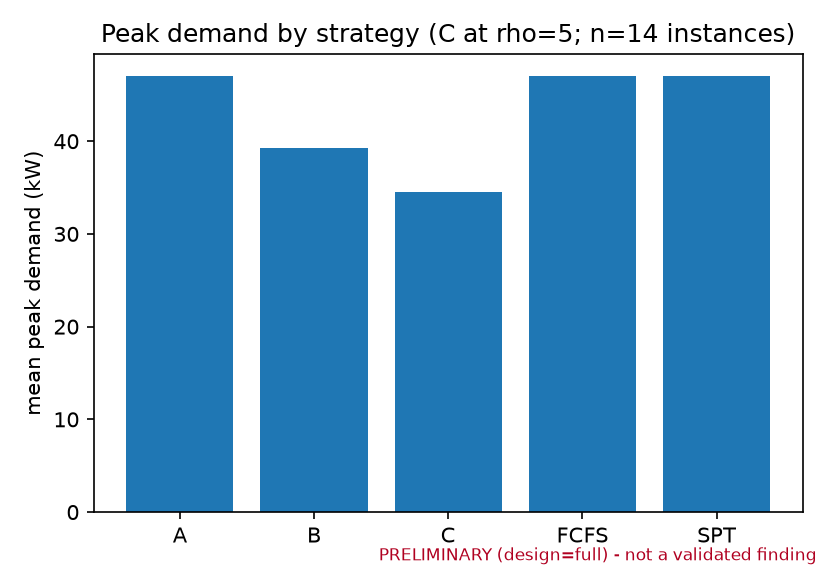 Peak demand by strategy (C at rho=5; n=14 instances)
mean peak demand (kW)
40
30
20
10
0
A B C FCFS SPT
PRELIMINARY (design=full) - not a validated finding